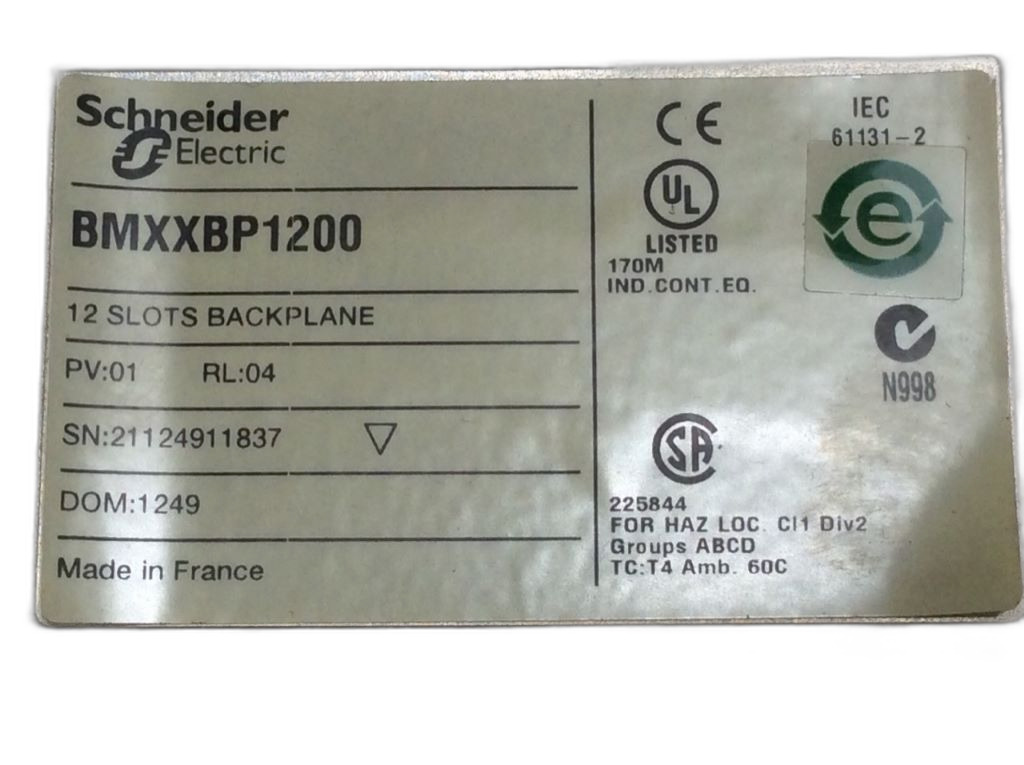 Schneider
Electric
BMXXBP1200
12 SLOTS BACKPLANE
PV:01 RL:04
SN:21124911837
DOM:1249
Made in France
CE
UL
LISTED
170M
IND.CONT.EQ.
IEC
61131-2
e
N998
SA
225844
FOR HAZ LOC. Cl1 Div2
Groups ABCD
TC:T4 Amb. 60C